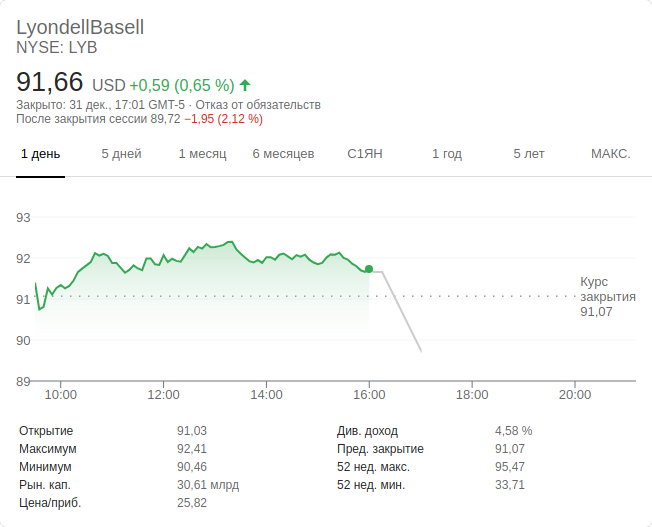 LyondellBasell
NYSE: LYB
91,66 USD +0,59 (0,65 %)
Закрыто: 31 дек., 17:01 GMT-5 · Отказ от обязательств
После закрытия сессии 89,72 −1,95 (2,12 %)
1 день 5 дней 1 месяц 6 месяцев С1ЯН 1 год 5 лет МАКС.
93
92
91
90
89
Курс
закрытия
91,07
10:00 12:00 14:00 16:00 18:00 20:00
Открытие 91,03 Див. доход 4,58 %
Максимум 92,41 Пред. закрытие 91,07
Минимум 90,46 52 нед. макс. 95,47
Рын. кап. 30,61 млрд 52 нед. мин. 33,71
Цена/приб. 25,82